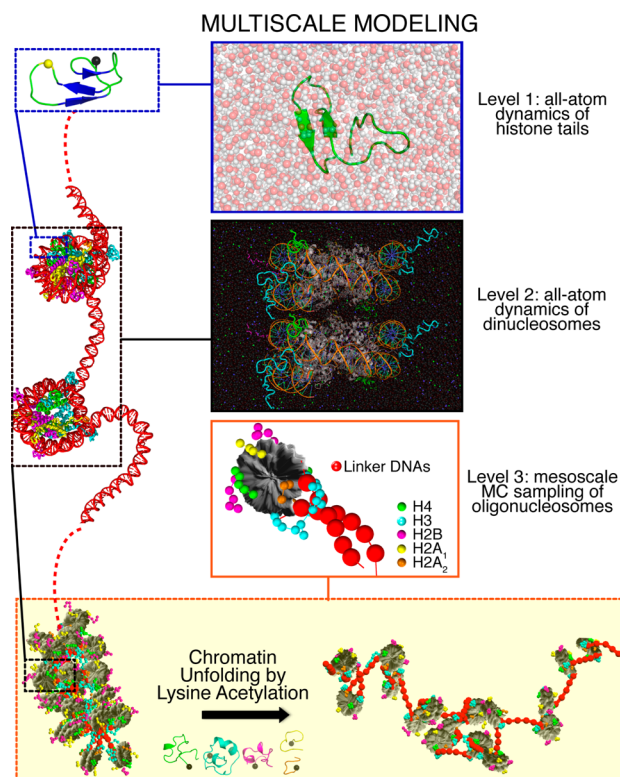 MULTISCALE MODELING
Level 1: all-atom
dynamics of
histone tails
Level 2: all-atom
dynamics of
dinucleosomes
Linker DNAs
H4
H3
H2B
H2A1
H2A2
Level 3: mesoscale
MC sampling of
oligonucleosomes
Chromatin
Unfolding by
Lysine Acetylation